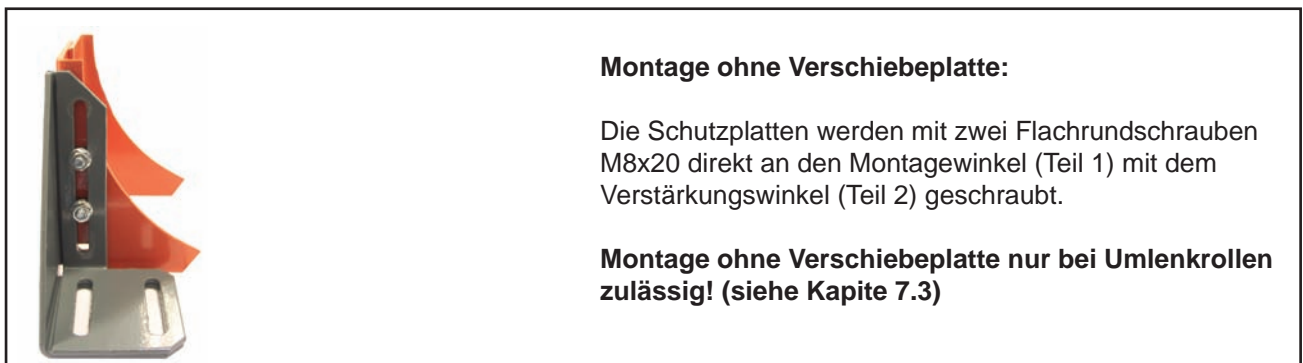 Montage ohne Verschiebeplatte:
Die Schutzplatten werden mit zwei Flachrundschrauben
M8x20 direkt an den Montagewinkel (Teil 1) mit dem
Verstärkungswinkel (Teil 2) geschraubt.
Montage ohne Verschiebeplatte nur bei Umlenkrollen
zulässig! (siehe Kapite 7.3)